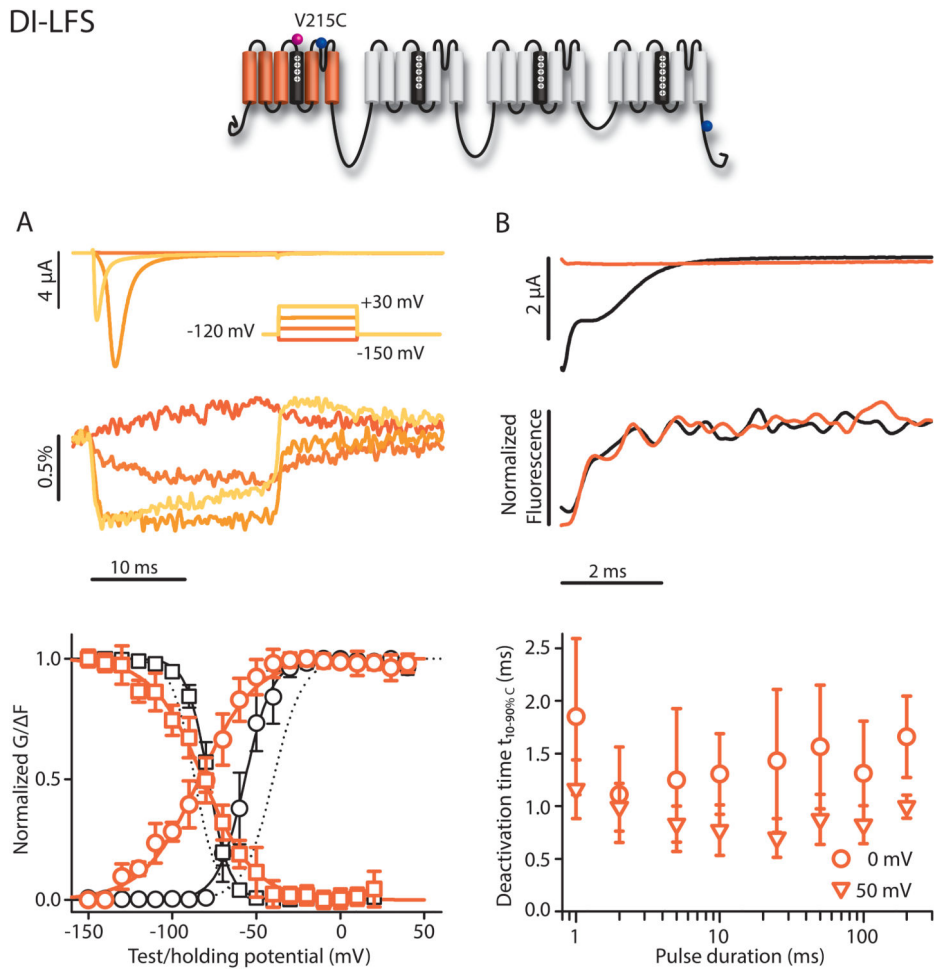 DI-LFS
V215C
A
B
4 µA
+30 mV
-120 mV
-150 mV
2 µA
0.5%
Normalized
Fluorescence
10 ms
2 ms
Normalized G/ΔF
1.0
0.5
0.0
-150
-100
-50
0
50
Test/holding potential (mV)
Deactivation time t10-90% C (ms)
2.5
2.0
1.5
1.0
0.5
0.0
0 mV
50 mV
1
10
100
Pulse duration (ms)